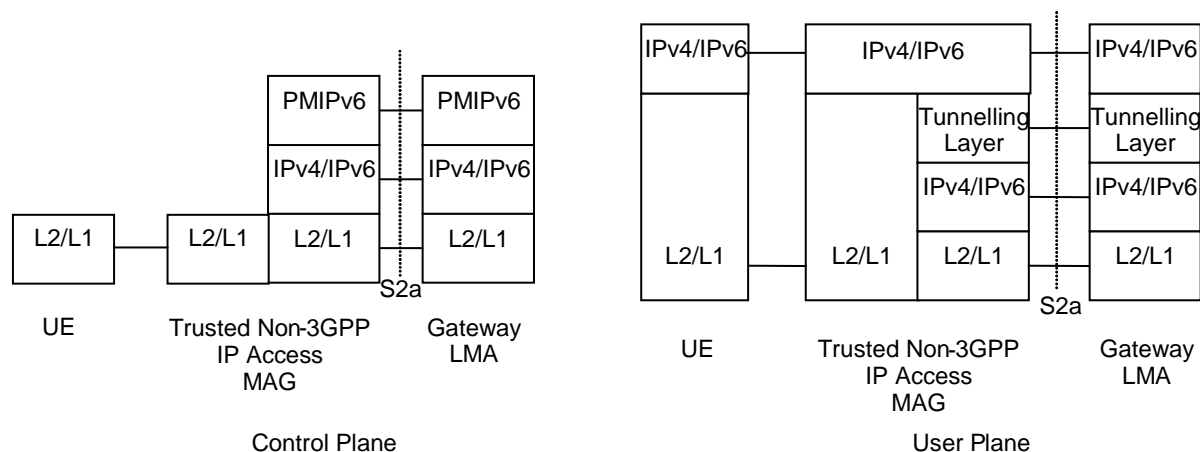 PMIPv6
PMIPv6
IPv4/IPv6
IPv4/IPv6
L2/L1
L2/L1
L2/L1
L2/L1
S2a
UE
Trusted Non-3GPP
IP Access
MAG
Gateway
LMA
Control Plane
IPv4/IPv6
IPv4/IPv6
IPv4/IPv6
Tunnelling
Layer
Tunnelling
Layer
IPv4/IPv6
IPv4/IPv6
L2/L1
L2/L1
L2/L1
L2/L1
S2a
UE
Trusted Non-3GPP
IP Access
MAG
Gateway
LMA
User Plane